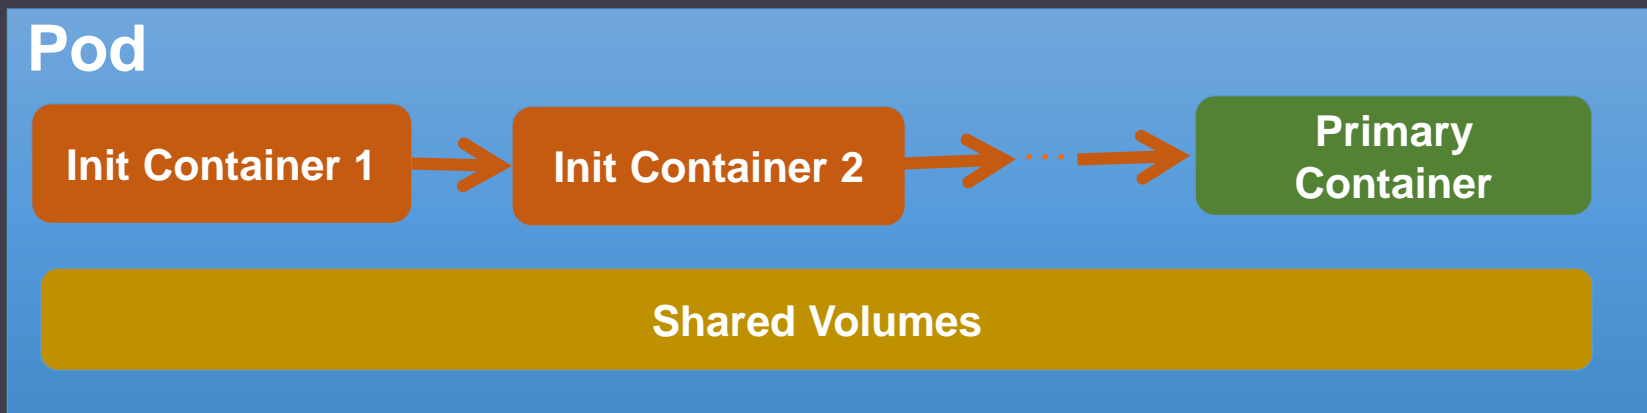 Pod
Init Container 1
Init Container 2
...
Primary
Container
Shared Volumes